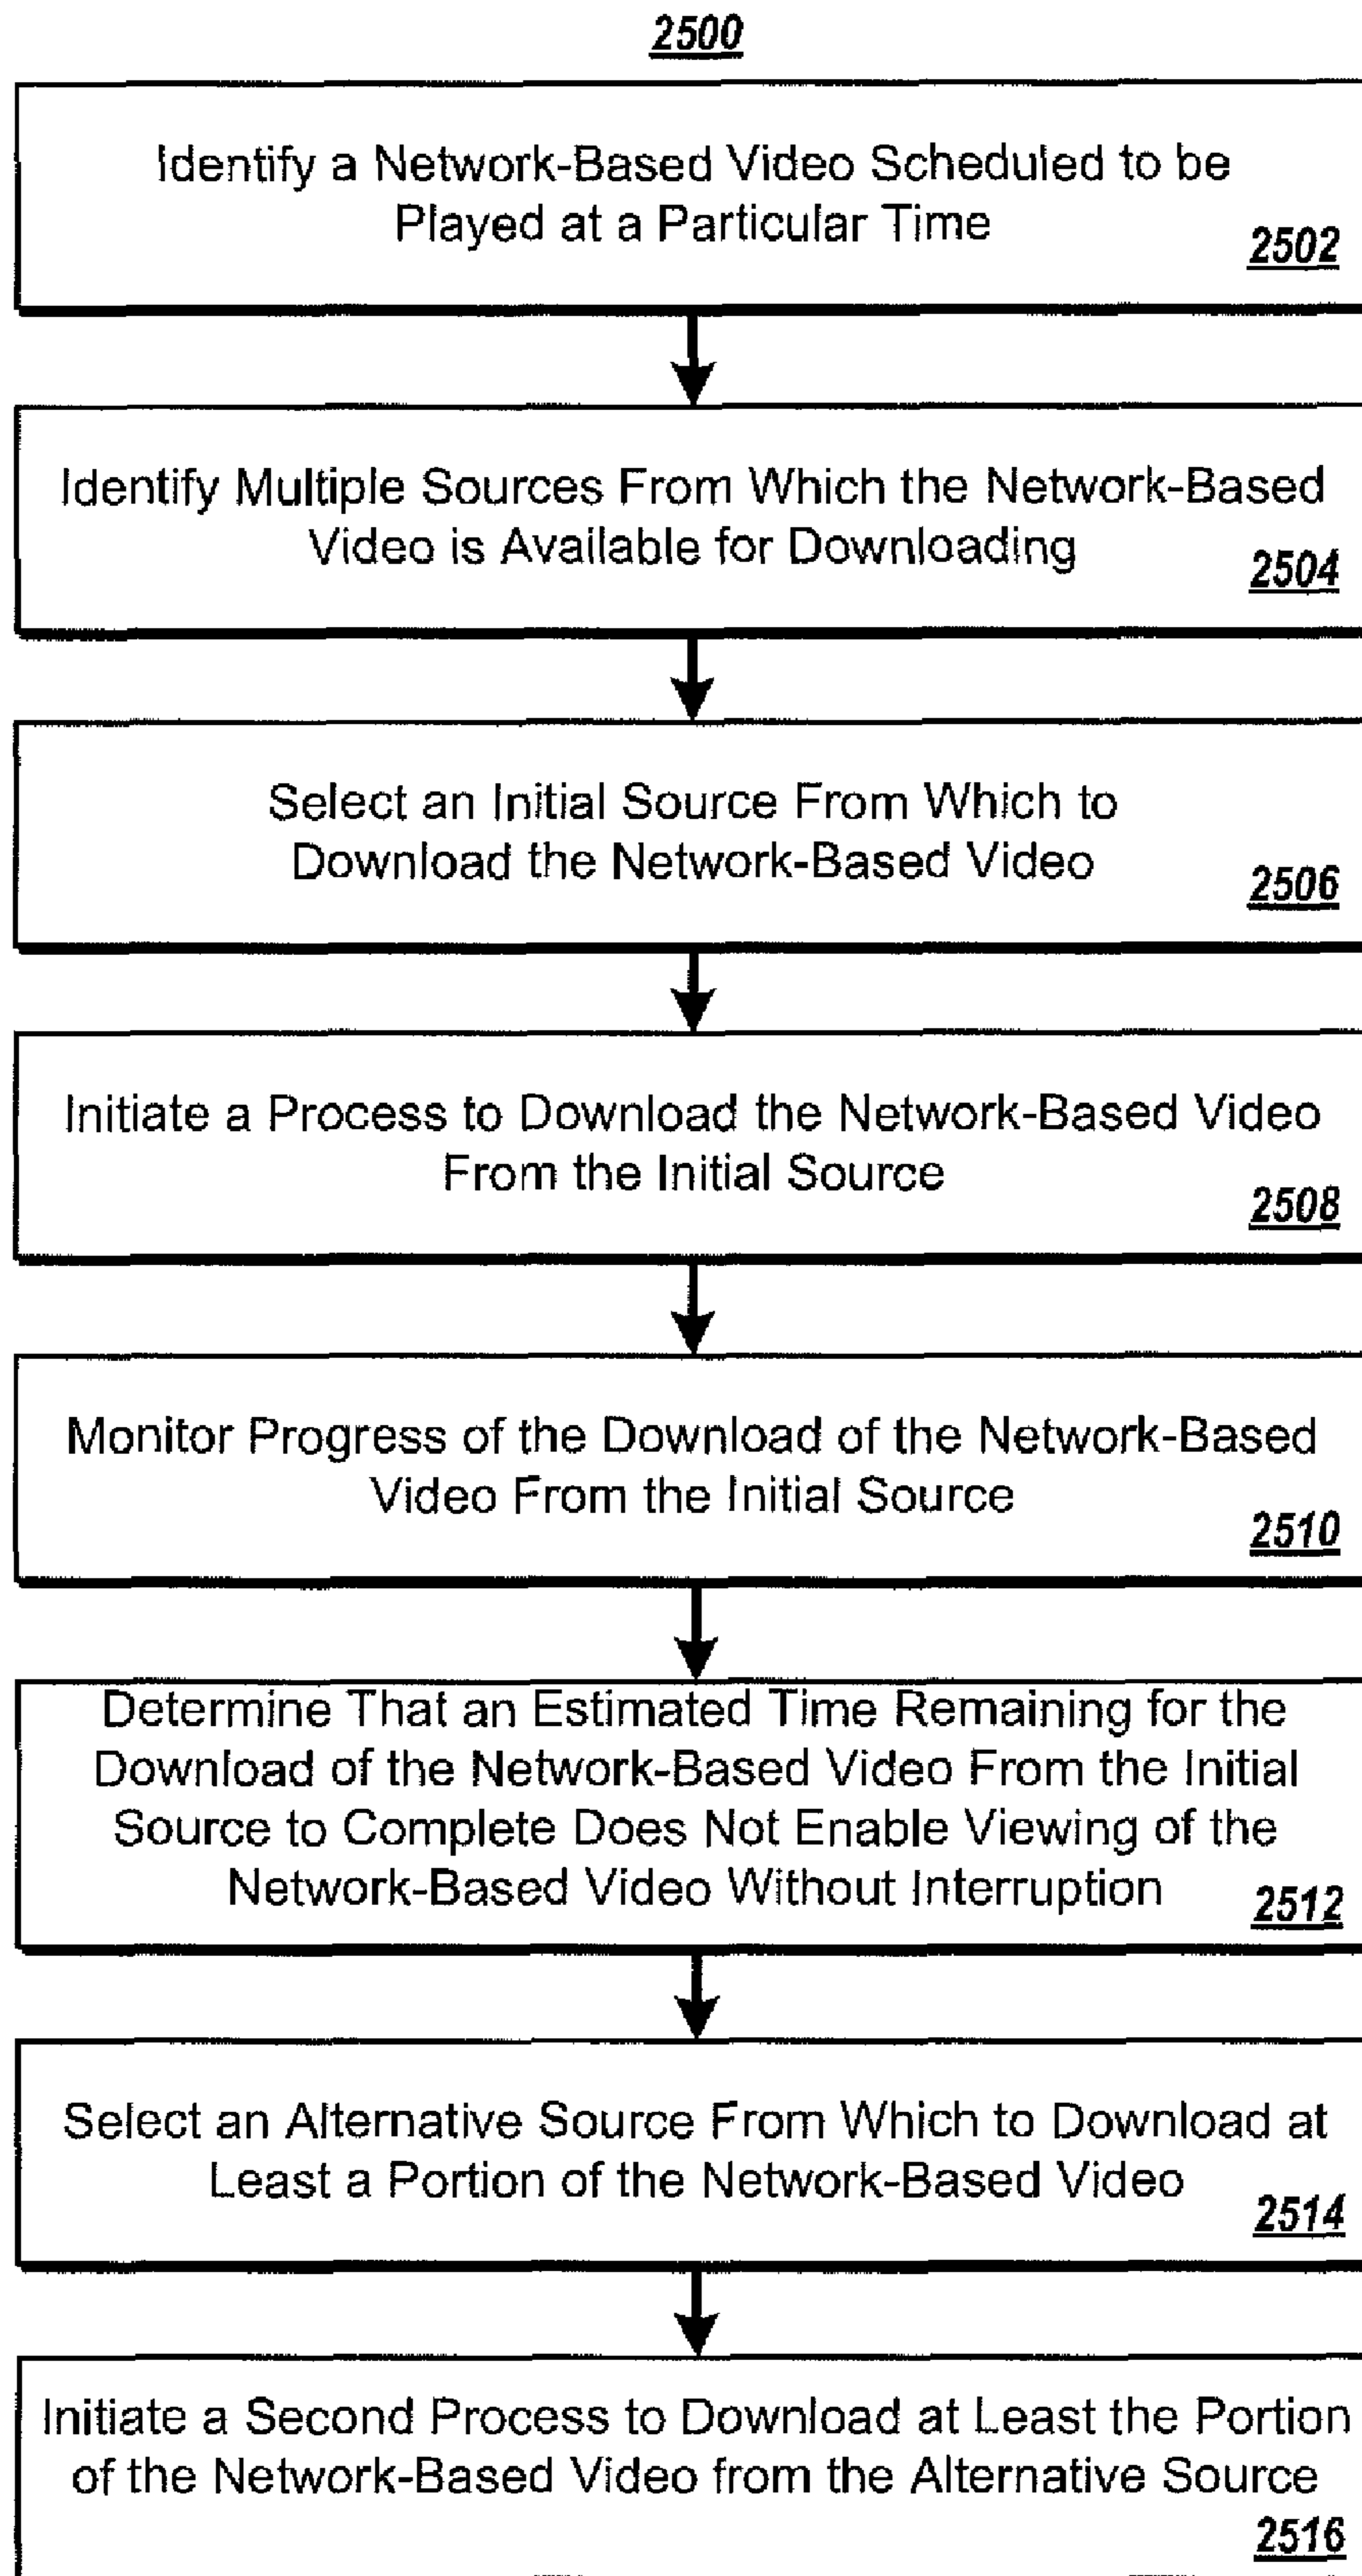 2500
Identify a Network-Based Video Scheduled to be
Played at a Particular Time
2502
Identify Multiple Sources From Which the Network-Based
Video is Available for Downloading
2504
Select an Initial Source From Which to
Download the Network-Based Video
2506
Initiate a Process to Download the Network-Based Video
From the Initial Source
2508
Monitor Progress of the Download of the Network-Based
Video From the Initial Source
2510
Determine That an Estimated Time Remaining for the
Download of the Network-Based Video From the Initial
Source to Complete Does Not Enable Viewing of the
Network-Based Video Without Interruption
2512
Select an Alternative Source From Which to Download at
Least a Portion of the Network-Based Video
2514
Initiate a Second Process to Download at Least the Portion
of the Network-Based Video from the Alternative Source
2516